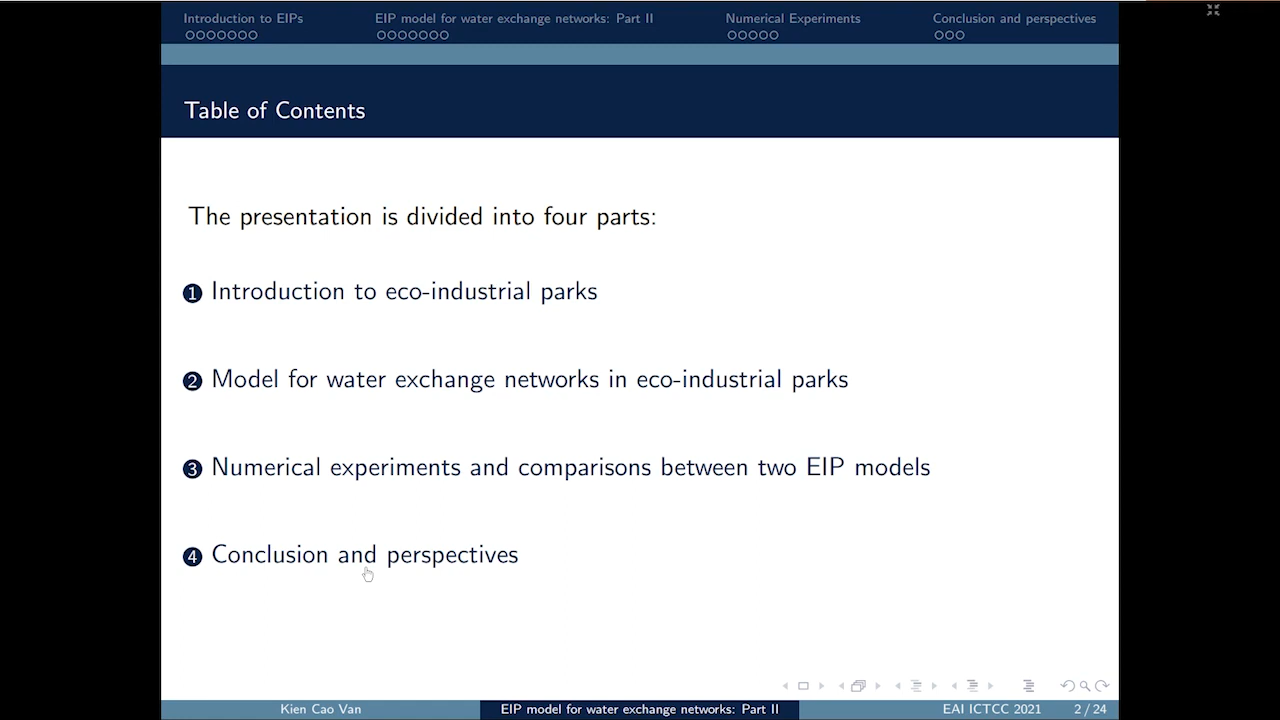 Introduction to EIPs
EIP model for water exchange networks: Part II
Numerical Experiments
Conclusion and perspectives
Table of Contents
The presentation is divided into four parts:
1 Introduction to eco-industrial parks
2 Model for water exchange networks in eco-industrial parks
3 Numerical experiments and comparisons between two EIP models
4 Conclusion and perspectives
Kien Cao Van
EIP model for water exchange networks: Part II
EAI ICTCC 2021
2 / 24